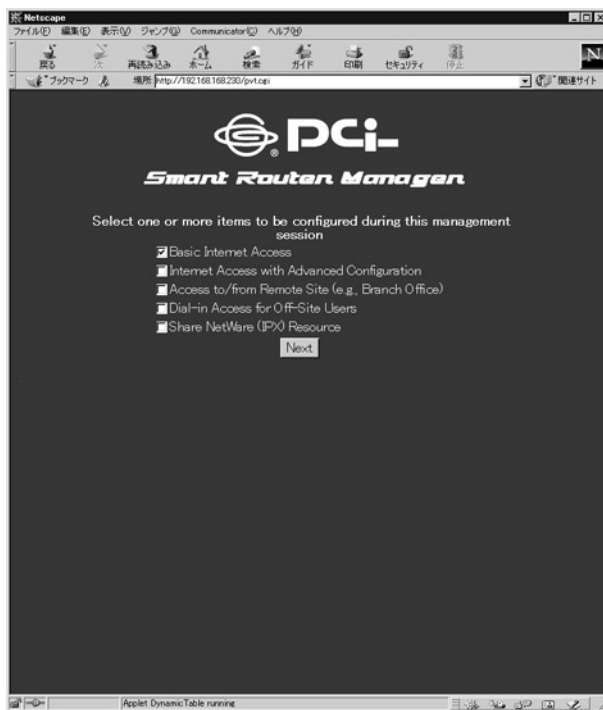 Netscape
ファイル(F) 編集(E) 表示(V) ジャンプ(G) Communicator(C) ヘルプ(H)
戻る 次 再読み込み ホーム 検索 ガイド 印刷 セキュリティ 停止 N
ブックマーク 場所 http://192.168.168.230/pvt.cgi 関連サイト
PCi
Smart Router Manager
Select one or more items to be configured during this management
session
Basic Internet Access
Internet Access with Advanced Configuration
Access to/from Remote Site (e.g., Branch Office)
Dial-in Access for Off-Site Users
Share NetWare (IPX) Resource
Next
Applet DynamicTable running